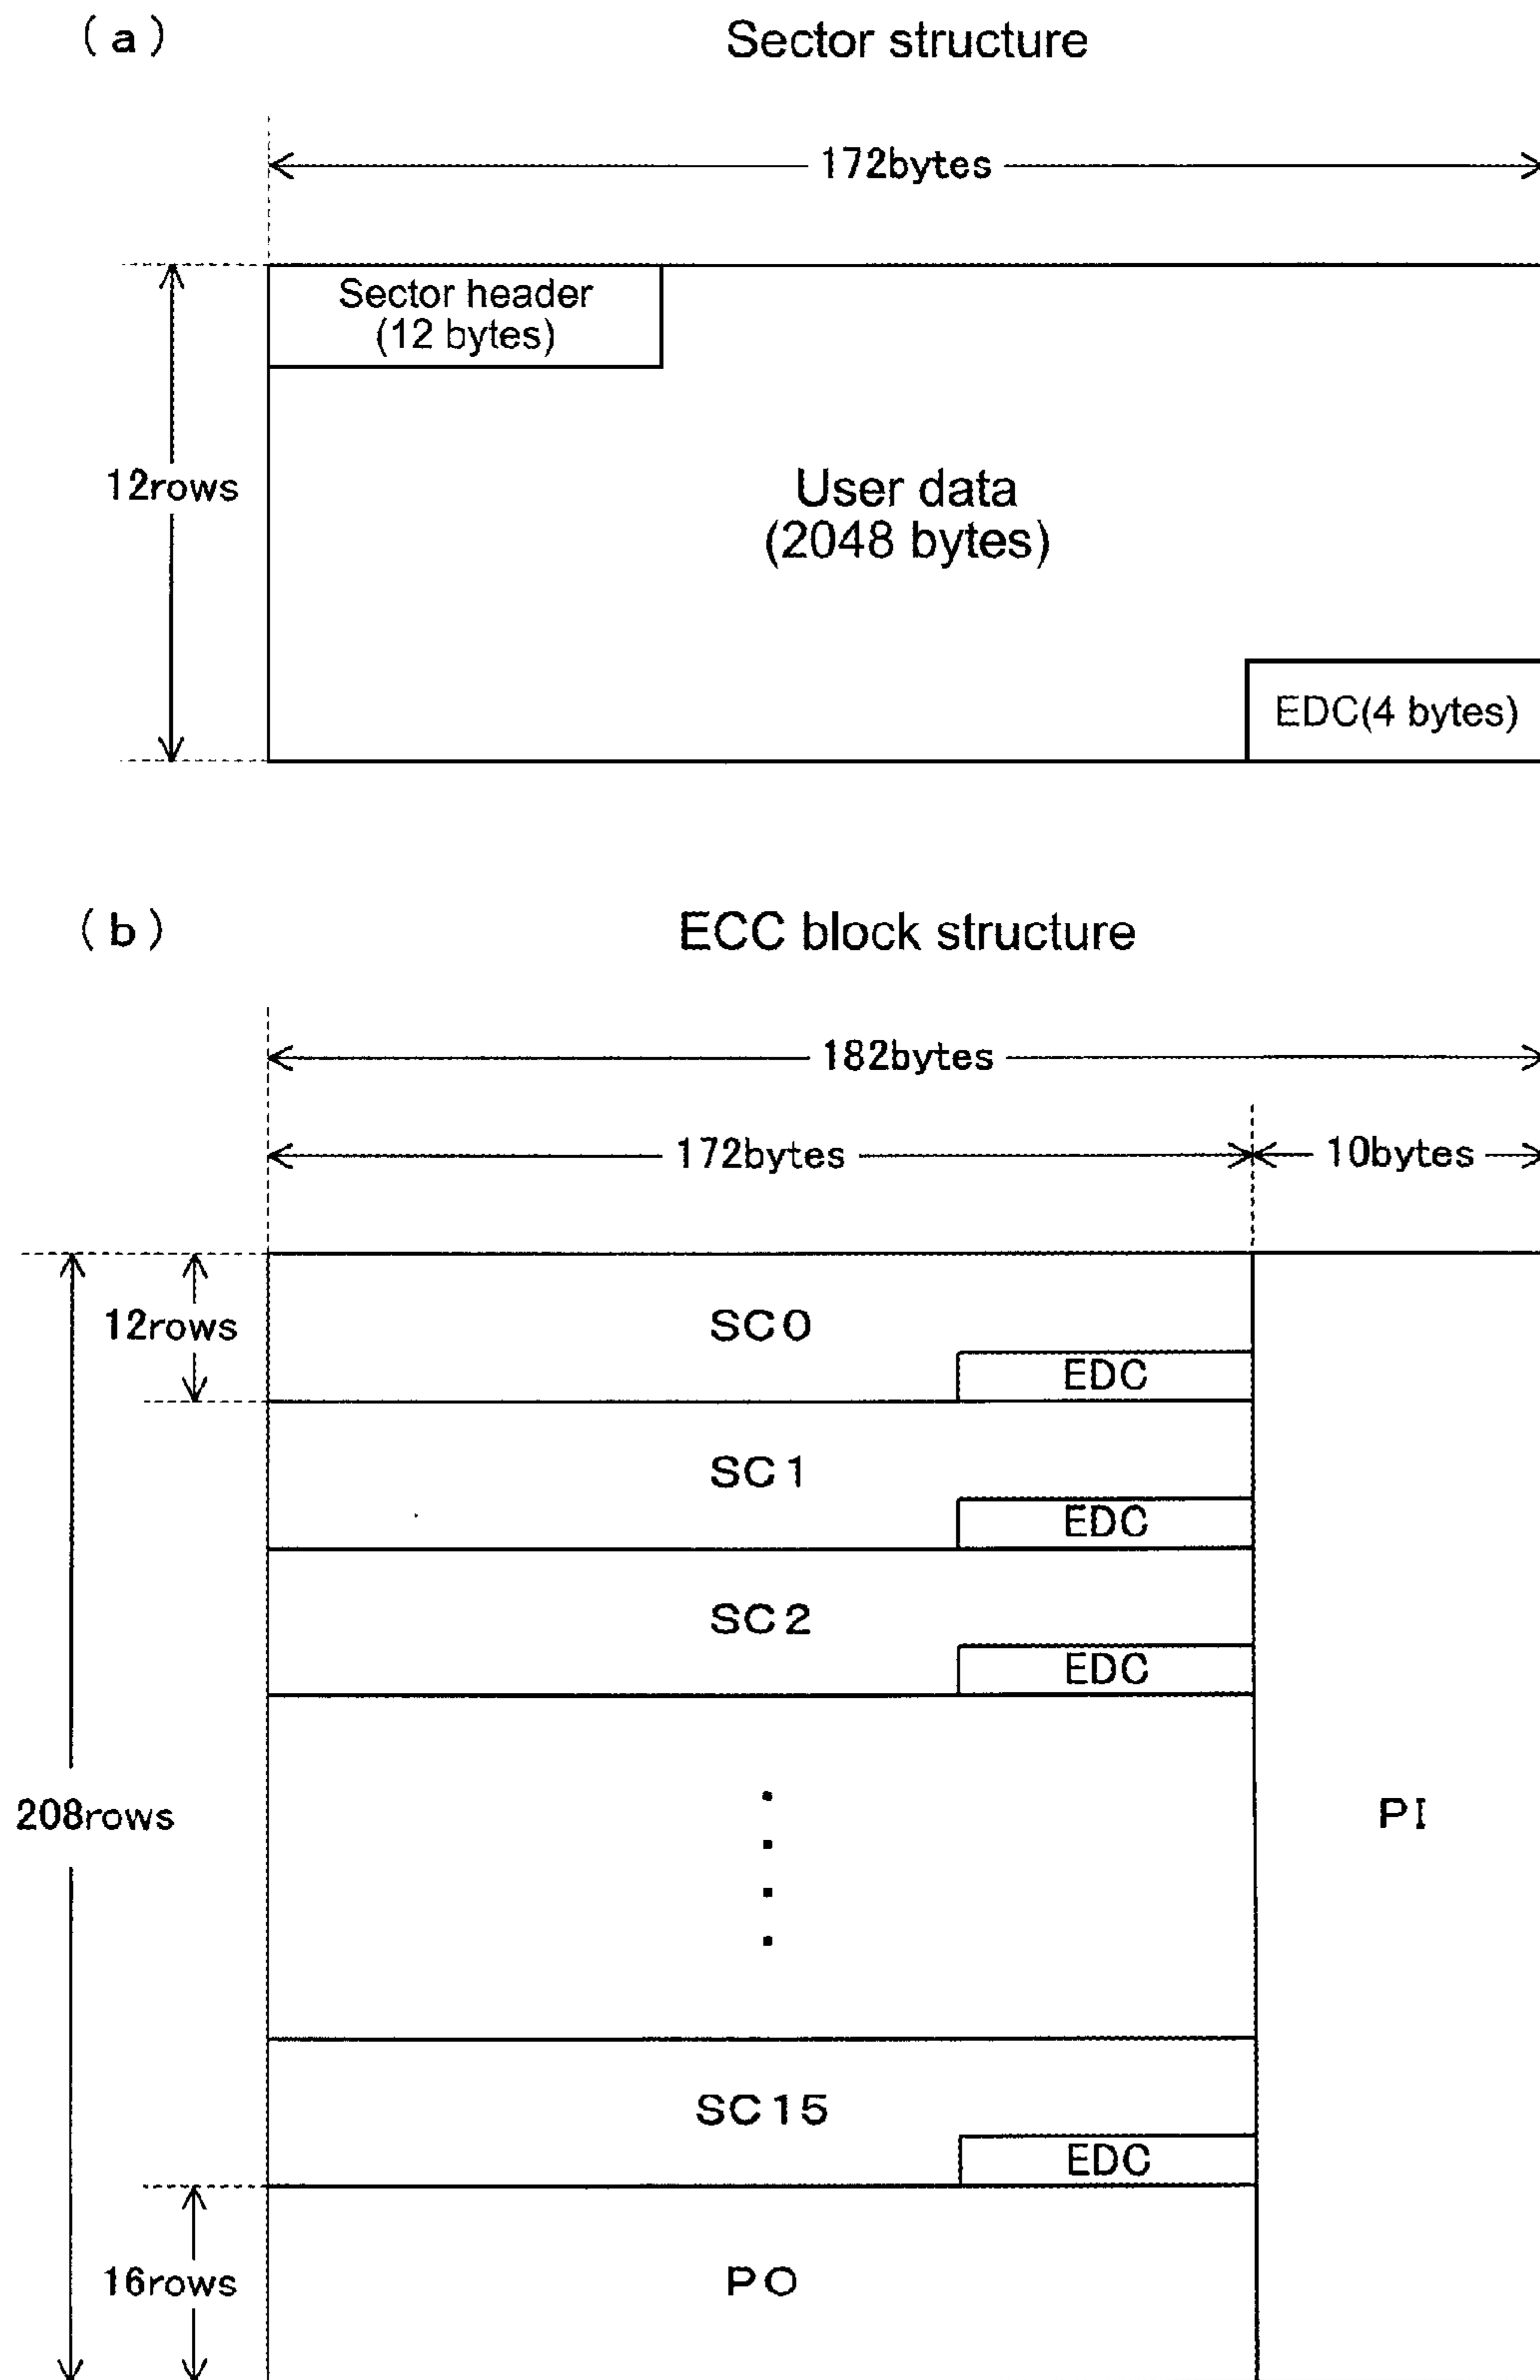 (a)
Sector structure
172bytes
Sector header
(12 bytes)
12rows
User data
(2048 bytes)
EDC(4 bytes)
(b)
ECC block structure
182bytes
172bytes
10bytes
12rows
SC0
EDC
SC1
EDC
SC2
EDC
208rows
PI
SC15
EDC
16rows
PO